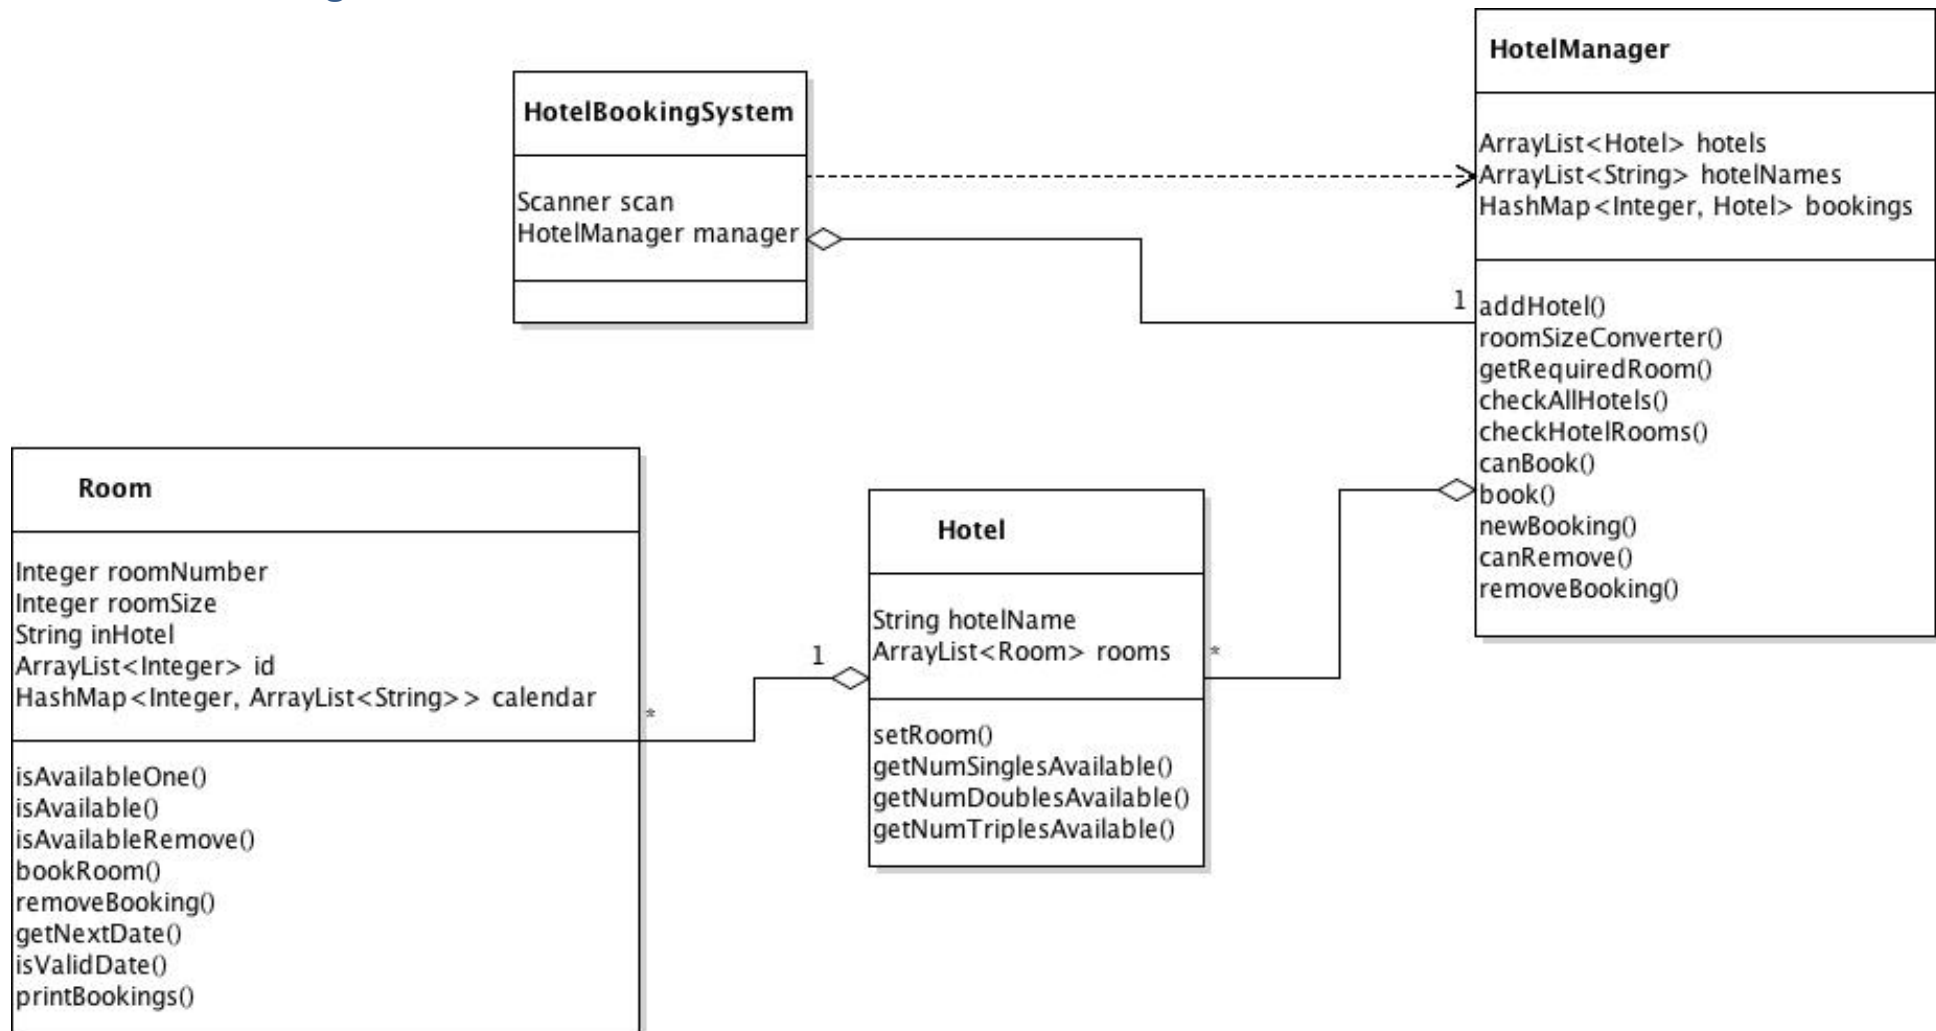 HotelBookingSystem
Scanner scan
HotelManager manager
HotelManager
ArrayList<Hotel> hotels
ArrayList<String> hotelNames
HashMap<Integer, Hotel> bookings
1
addHotel()
roomSizeConverter()
getRequiredRoom()
checkAllHotels()
checkHotelRooms()
canBook()
book()
newBooking()
canRemove()
removeBooking()
Room
Integer roomNumber
Integer roomSize
String inHotel
ArrayList<Integer> id
HashMap<Integer, ArrayList<String>> calendar
*
isAvailableOne()
isAvailable()
isAvailableRemove()
bookRoom()
removeBooking()
getNextDate()
isValidDate()
printBookings()
1
Hotel
String hotelName
ArrayList<Room> rooms
*
setRoom()
getNumSinglesAvailable()
getNumDoublesAvailable()
getNumTriplesAvailable()